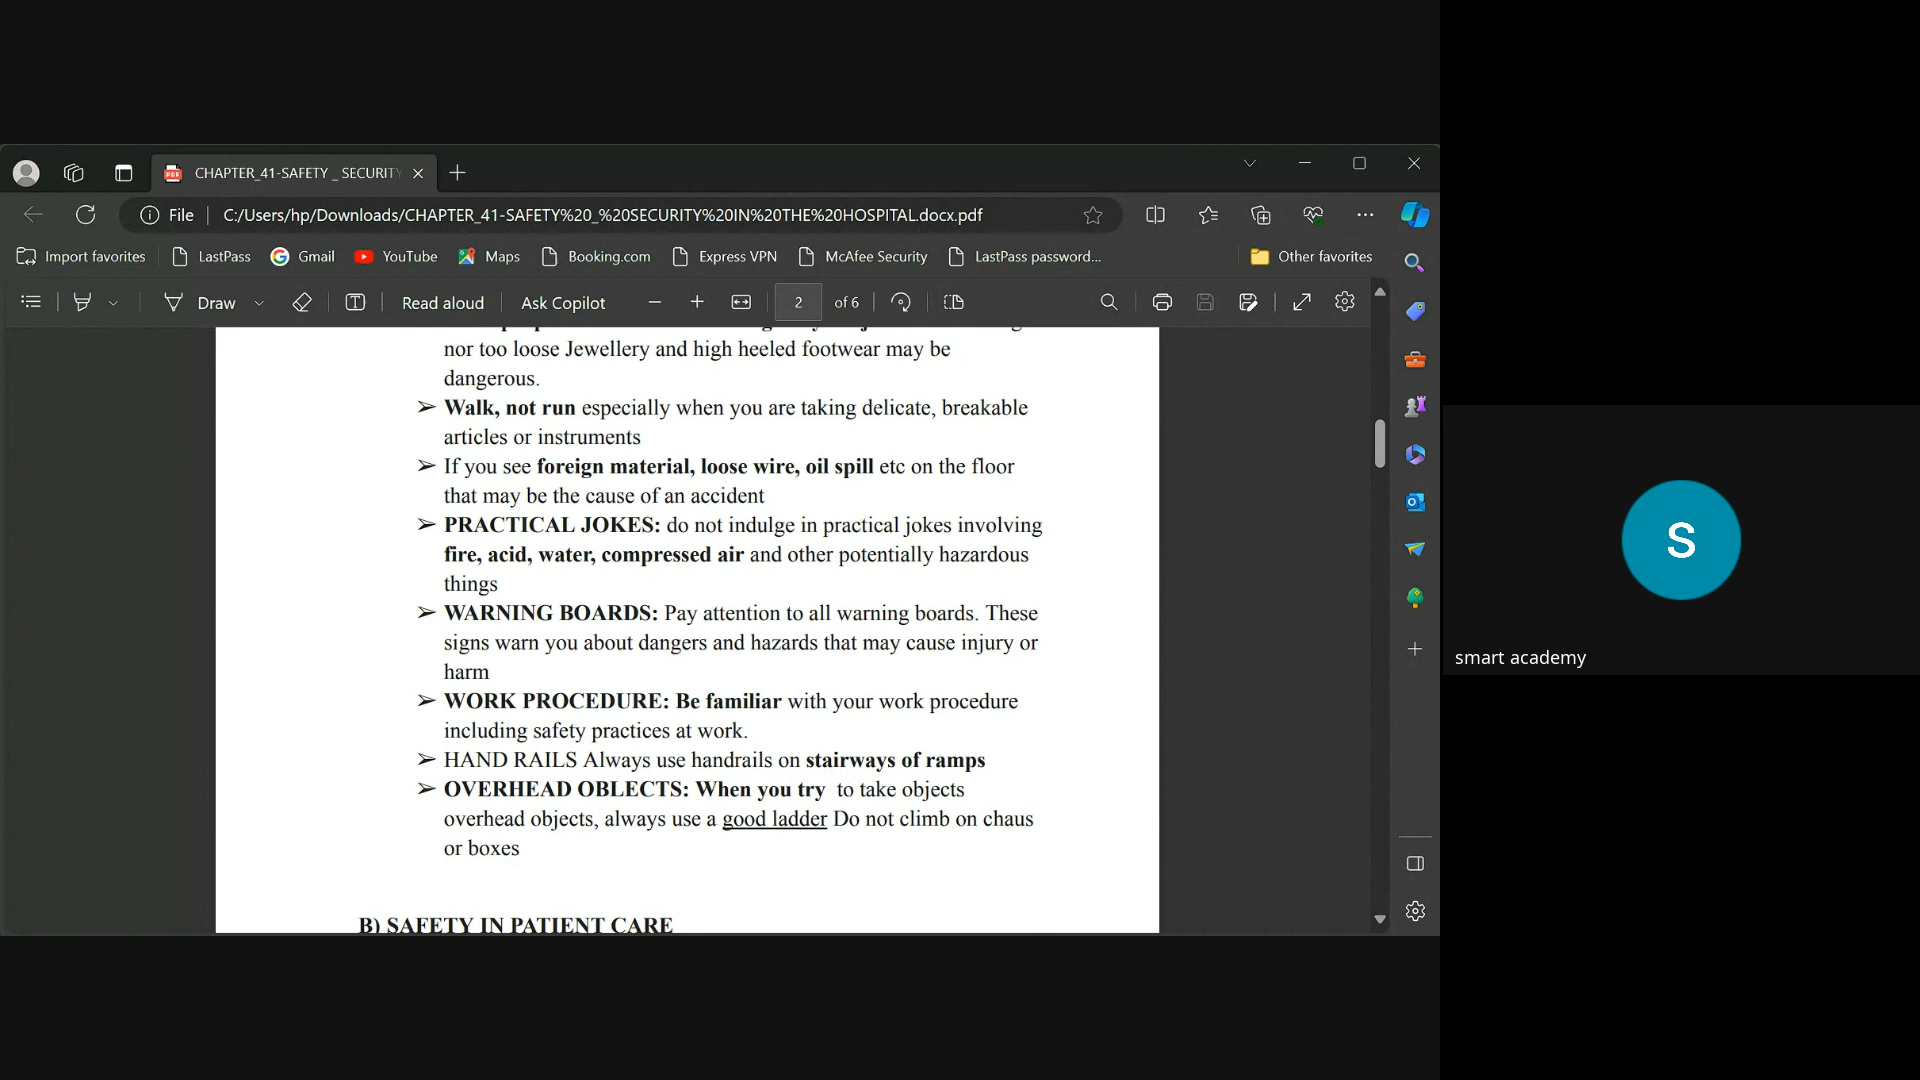 CHAPTER_41-SAFETY _ SECURITY
File
C:/Users/hp/Downloads/CHAPTER_41-SAFETY%20_%20SECURITY%20IN%20THE%20HOSPITAL.docx.pdf
Import favorites
LastPass
Gmail
YouTube
Maps
Booking.com
Express VPN
McAfee Security
LastPass password...
Other favorites
Draw
Read aloud
Ask Copilot
2
of 6
nor too loose Jewellery and high heeled footwear may be
dangerous.
➢ Walk, not run especially when you are taking delicate, breakable
articles or instruments
➢ If you see foreign material, loose wire, oil spill etc on the floor
that may be the cause of an accident
➢ PRACTICAL JOKES: do not indulge in practical jokes involving
fire, acid, water, compressed air and other potentially hazardous
things
➢ WARNING BOARDS: Pay attention to all warning boards. These
signs warn you about dangers and hazards that may cause injury or
harm
➢ WORK PROCEDURE: Be familiar with your work procedure
including safety practices at work.
➢ HAND RAILS Always use handrails on stairways of ramps
➢ OVERHEAD OBLECTS: When you try to take objects
overhead objects, always use a good ladder Do not climb on chaus
or boxes
B) SAFETY IN PATIENT CARE
S
smart academy